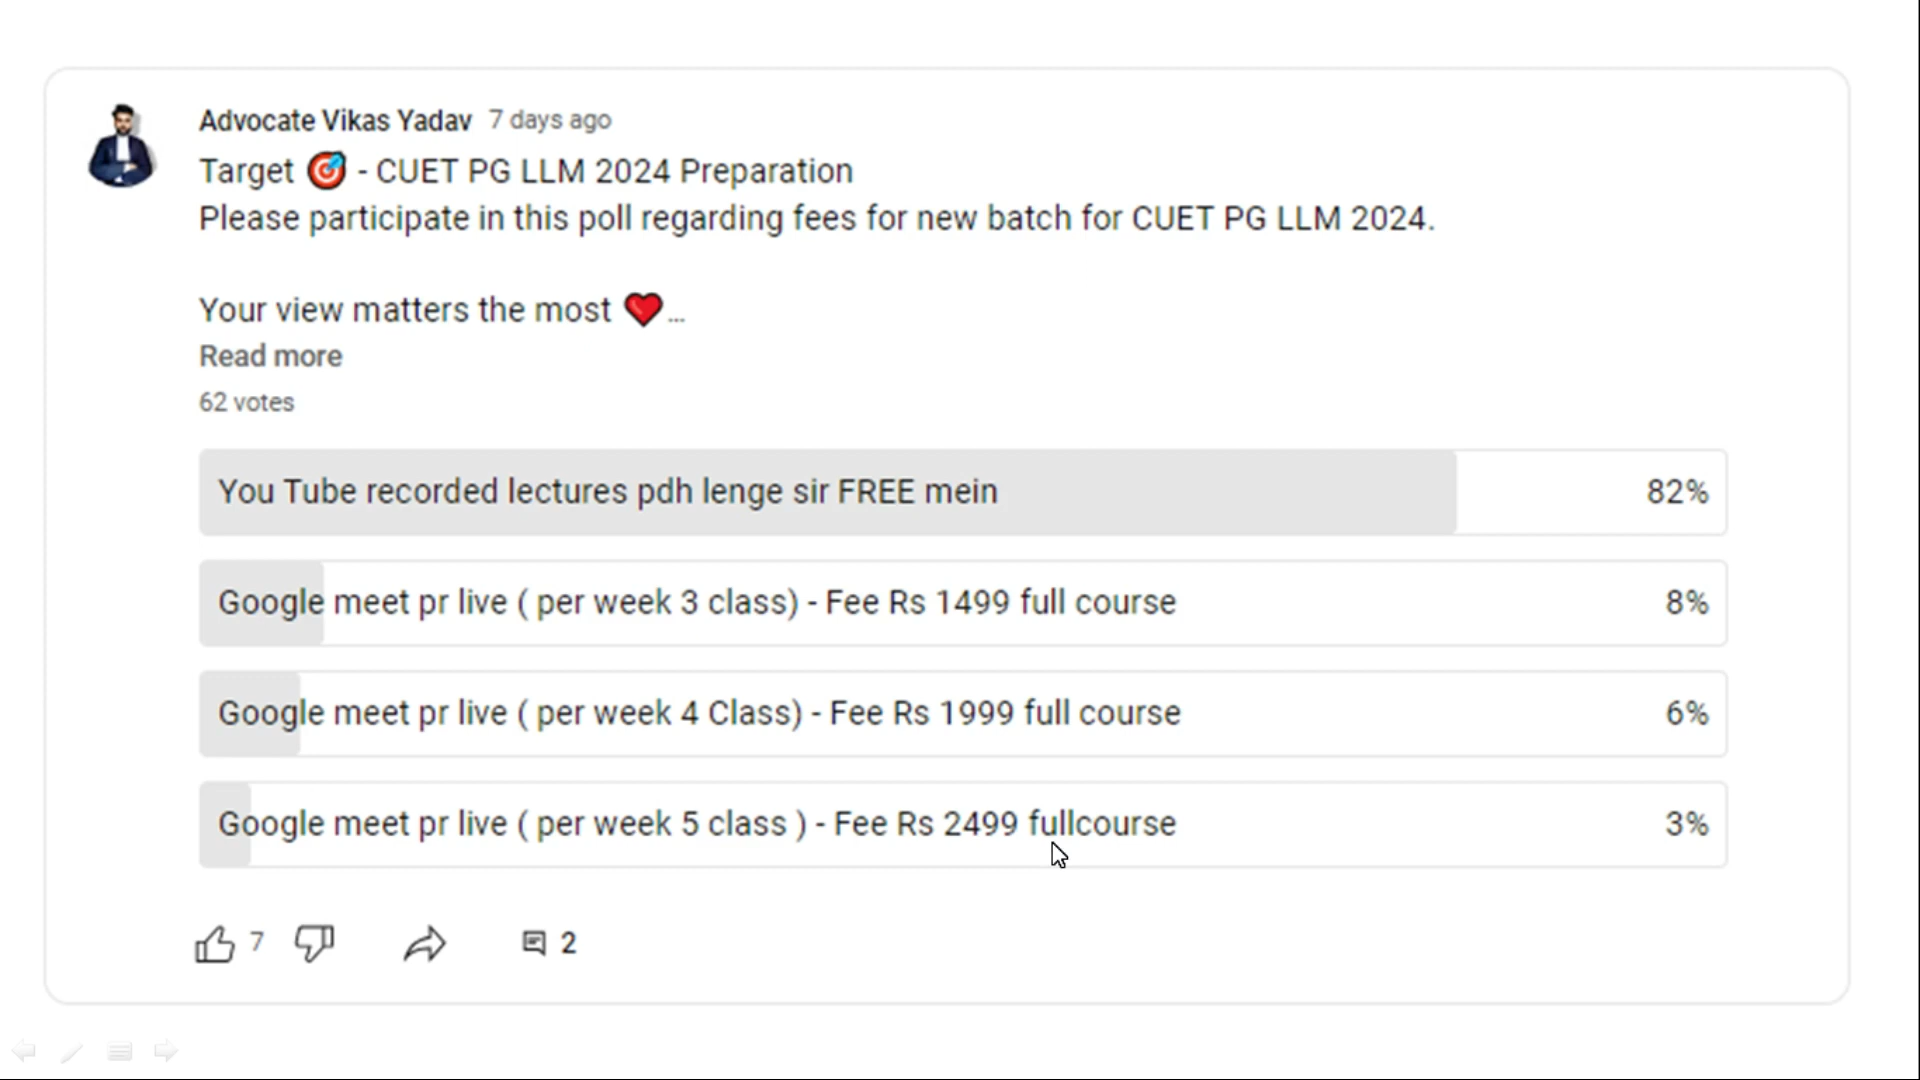 Advocate Vikas Yadav 7 days ago
Target 🎯 - CUET PG LLM 2024 Preparation
Please participate in this poll regarding fees for new batch for CUET PG LLM 2024.
Your view matters the most ❤️...
Read more
62 votes
You Tube recorded lectures pdh lenge sir FREE mein 82%
Google meet pr live ( per week 3 class) - Fee Rs 1499 full course 8%
Google meet pr live ( per week 4 Class) - Fee Rs 1999 full course 6%
Google meet pr live ( per week 5 class ) - Fee Rs 2499 fullcourse 3%
7 2